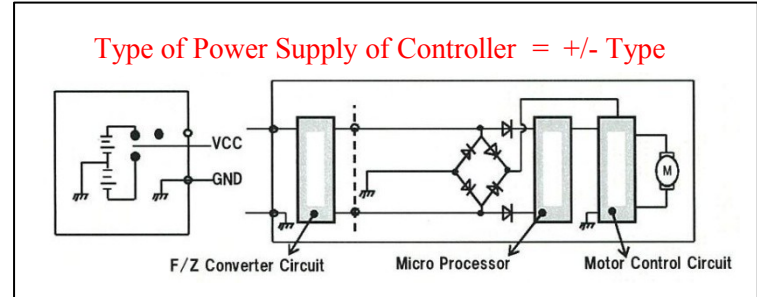 Type of Power Supply of Controller = +/- Type
VCC
GND
M
F/Z Converter Circuit
Micro Processor
Motor Control Circuit